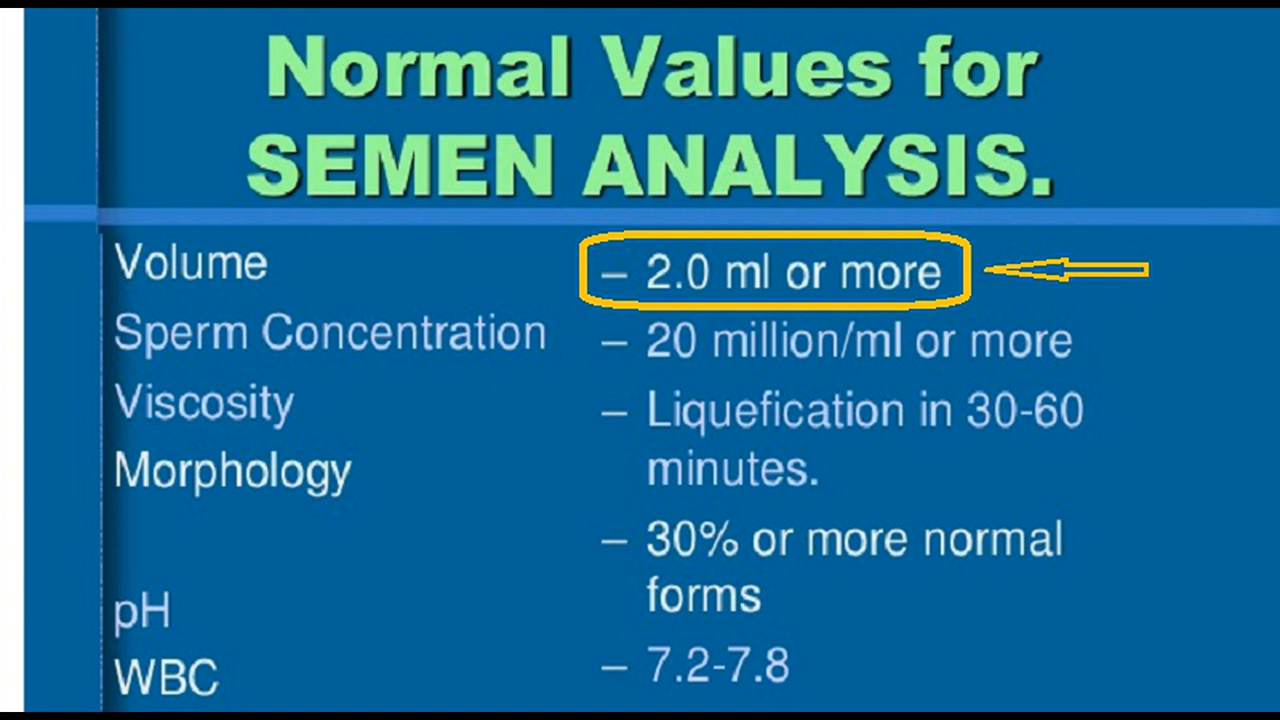 Normal Values for
SEMEN ANALYSIS.
Volume
– 2.0 ml or more
Sperm Concentration
– 20 million/ml or more
Viscosity
– Liquefication in 30-60
minutes.
Morphology
– 30% or more normal
forms
pH
– 7.2-7.8
WBC